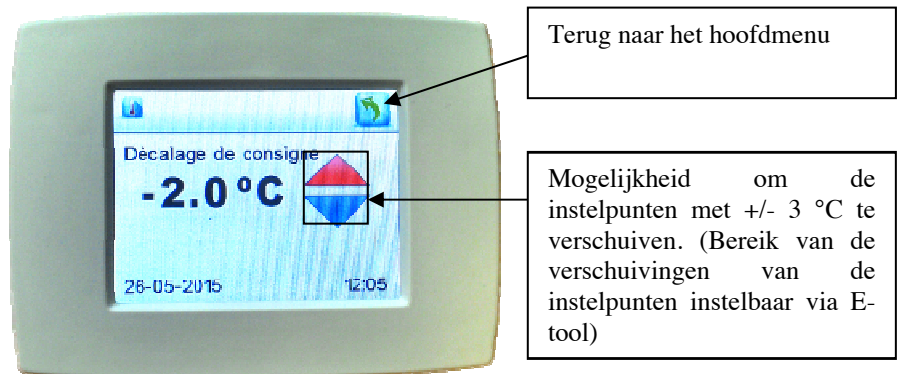 Terug naar het hoofdmenu
Décalage de consigne
-2.0 °C
26-05-2015
12:05
Mogelijkheid om de
instelpunten met +/- 3 °C te
verschuiven. (Bereik van de
verschuivingen van de
instelpunten instelbaar via E-
tool)